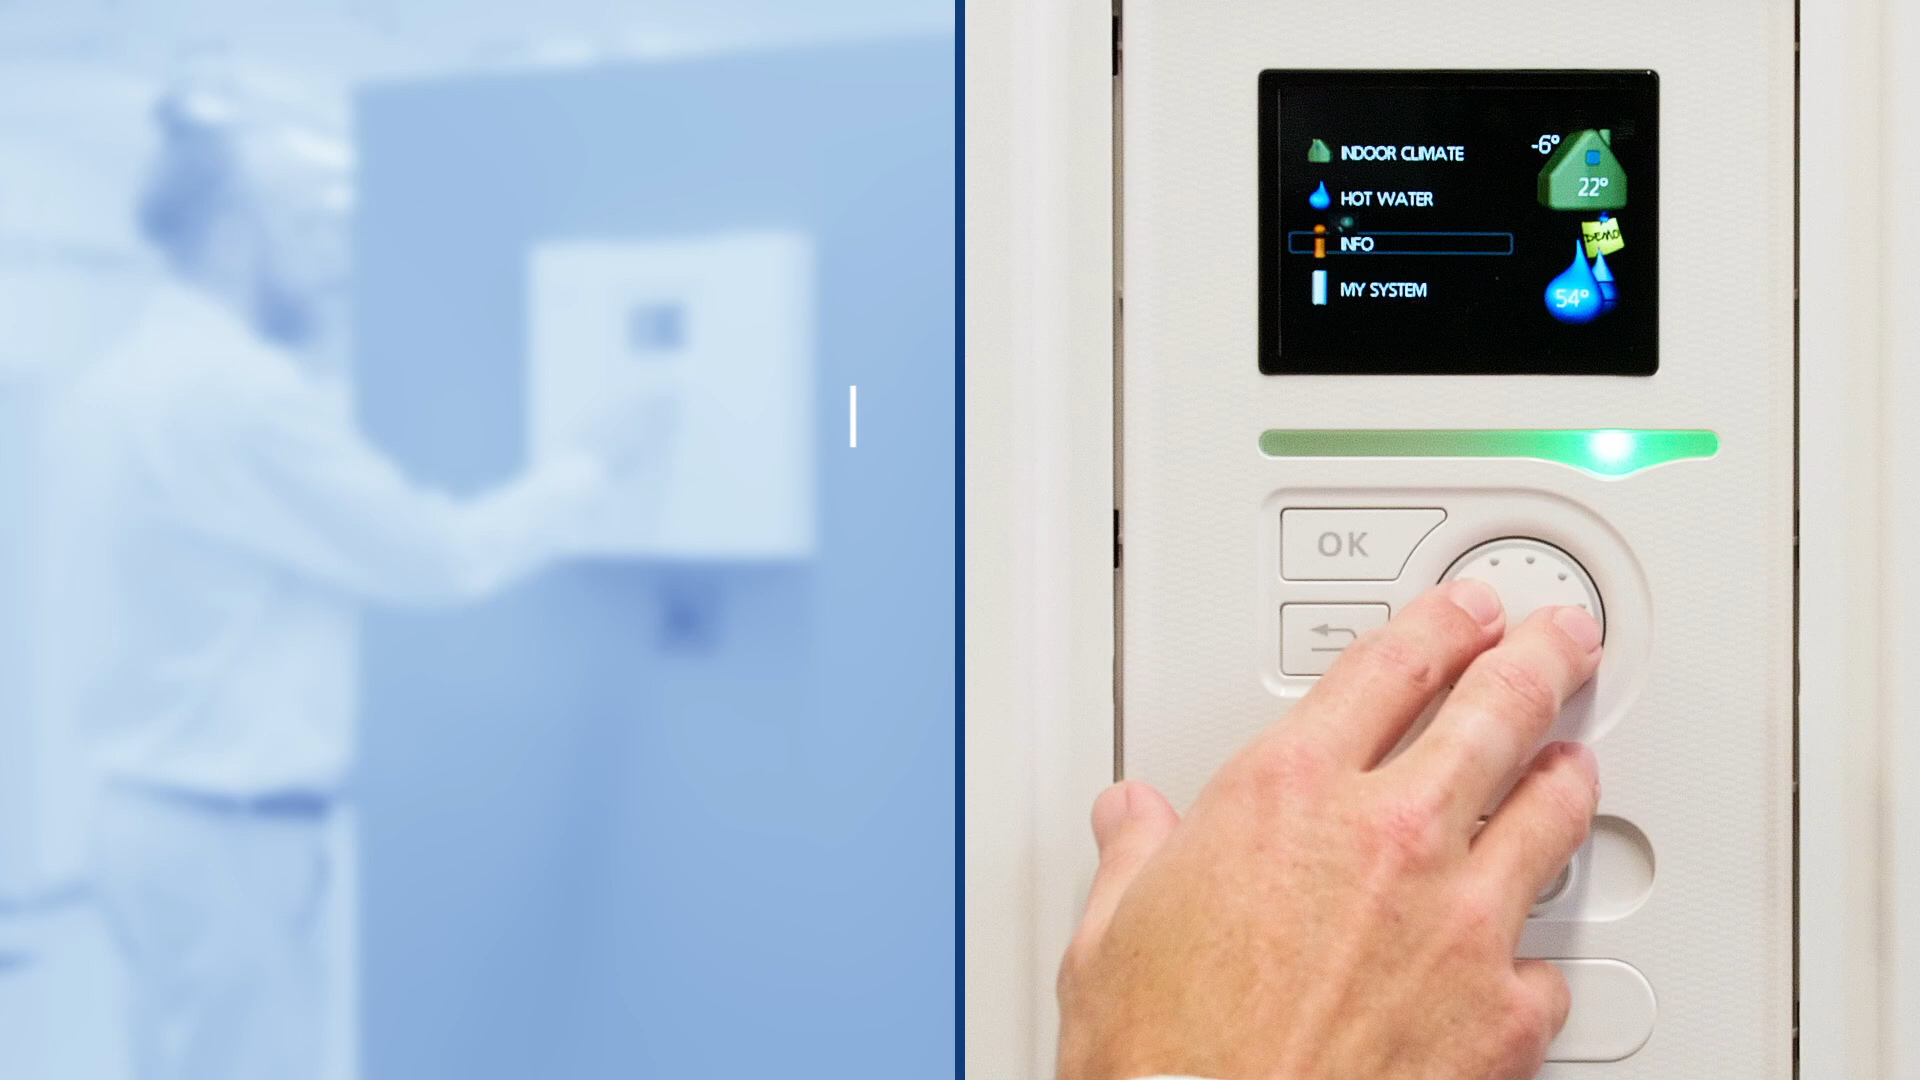 INDOOR CLIMATE
HOT WATER
INFO
MY SYSTEM
-6°
22°
DEMO
54°
OK